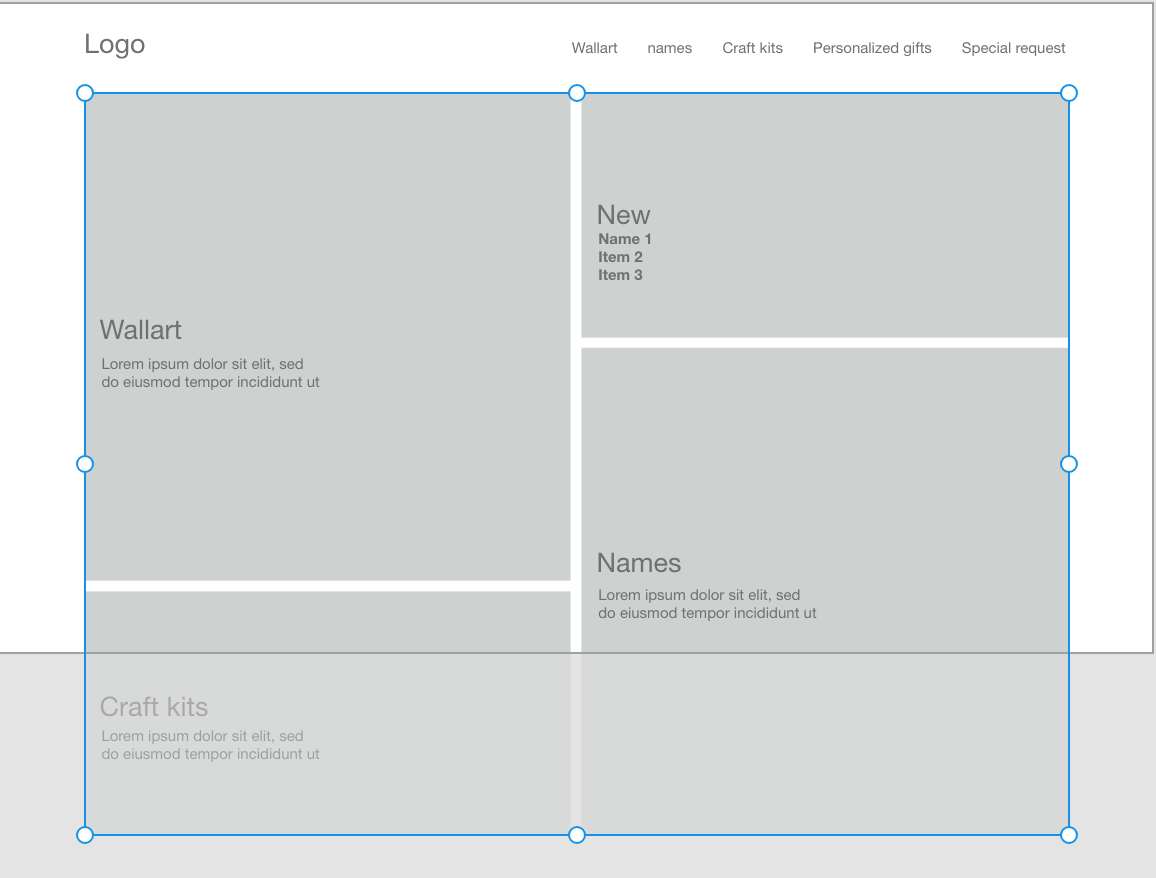 Logo
Wallart
names
Craft kits
Personalized gifts
Special request
Wallart
Lorem ipsum dolor sit elit, sed
do eiusmod tempor incididunt ut
New
Name 1
Item 2
Item 3
Names
Lorem ipsum dolor sit elit, sed
do eiusmod tempor incididunt ut
Craft kits
Lorem ipsum dolor sit elit, sed
do eiusmod tempor incididunt ut